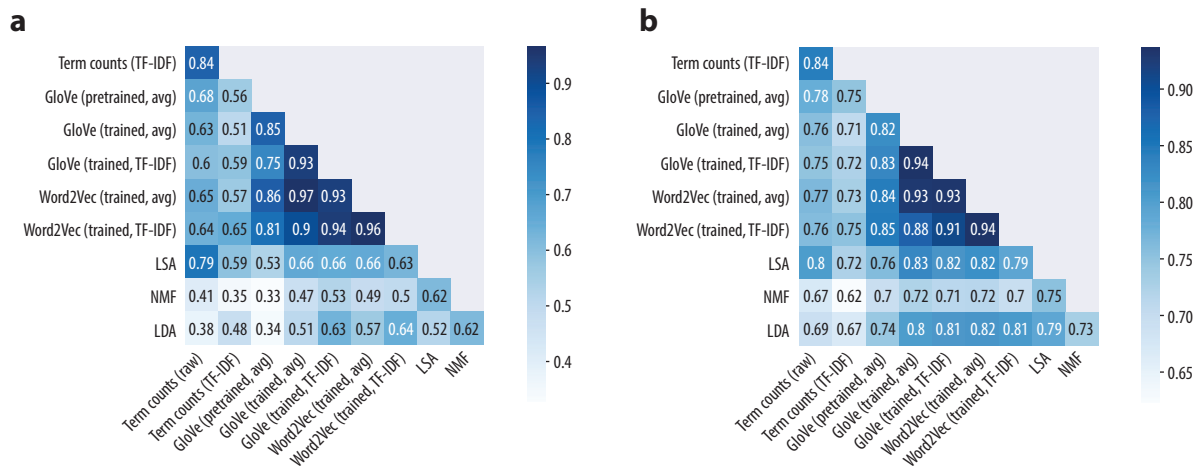 a
Term counts (TF-IDF) 0.84
GloVe (pretrained, avg) 0.68 0.56
GloVe (trained, avg) 0.63 0.51 0.85
GloVe (trained, TF-IDF) 0.6 0.59 0.75 0.93
Word2Vec (trained, avg) 0.65 0.57 0.86 0.97 0.93
Word2Vec (trained, TF-IDF) 0.64 0.65 0.81 0.9 0.94 0.96
LSA 0.79 0.59 0.53 0.66 0.66 0.66 0.63
NMF 0.41 0.35 0.33 0.47 0.53 0.49 0.5 0.62
LDA 0.38 0.48 0.34 0.51 0.63 0.57 0.64 0.52 0.62
Term counts (raw)
Term counts (TF-IDF)
GloVe (pretrained, avg)
GloVe (trained, avg)
GloVe (trained, TF-IDF)
Word2Vec (trained, avg)
Word2Vec (trained, TF-IDF)
LSA
NMF
0.9
0.8
0.7
0.6
0.5
0.4
b
Term counts (TF-IDF) 0.84
GloVe (pretrained, avg) 0.78 0.75
GloVe (trained, avg) 0.76 0.71 0.82
GloVe (trained, TF-IDF) 0.75 0.72 0.83 0.94
Word2Vec (trained, avg) 0.77 0.73 0.84 0.93 0.93
Word2Vec (trained, TF-IDF) 0.76 0.75 0.85 0.88 0.91 0.94
LSA 0.8 0.72 0.76 0.83 0.82 0.82 0.79
NMF 0.67 0.62 0.7 0.72 0.71 0.72 0.7 0.75
LDA 0.69 0.67 0.74 0.8 0.81 0.82 0.81 0.79 0.73
Term counts (raw)
Term counts (TF-IDF)
GloVe (pretrained, avg)
GloVe (trained, avg)
GloVe (trained, TF-IDF)
Word2Vec (trained, avg)
Word2Vec (trained, TF-IDF)
LSA
NMF
0.90
0.85
0.80
0.75
0.70
0.65